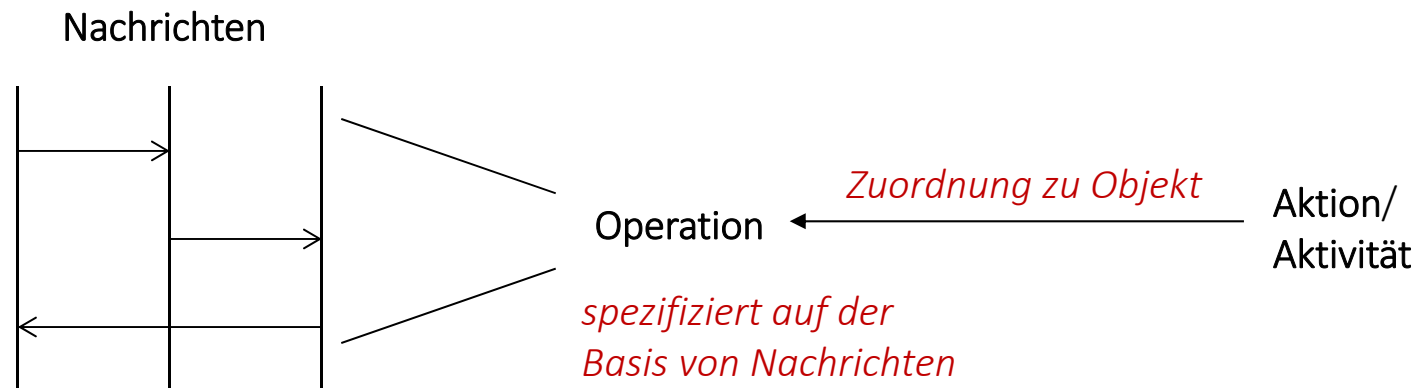 Nachrichten
Zuordnung zu Objekt
Operation
Aktion/
Aktivität
spezifiziert auf der
Basis von Nachrichten